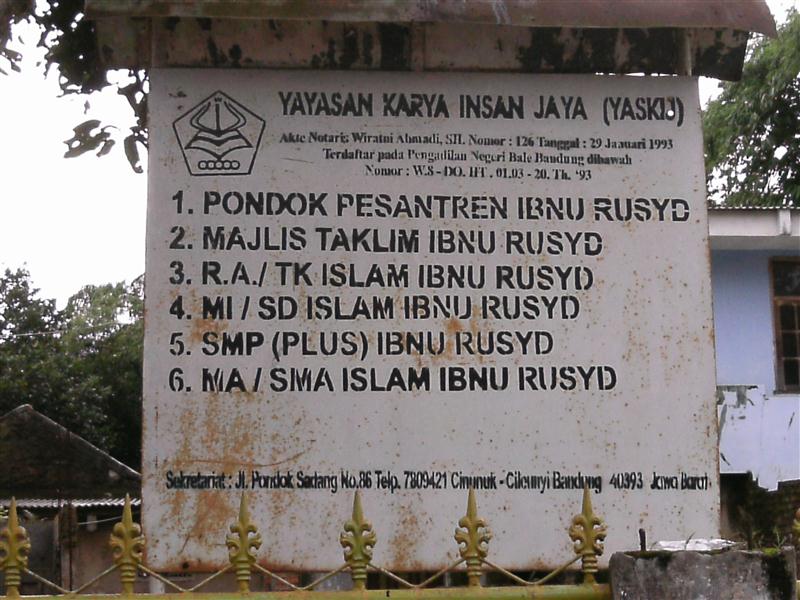 YAYASAN KARYA INSAN JAYA (YASKIJ)
Akte Notaris Wiratni Ahmadi, SH. Nomor : 126 Tanggal : 29 Januari 1993
Terdaftar pada Pengadilan Negeri Bale Bandung dibawah
Nomor : W.8 - DO. HT . 01.03 - 20. Th. '93
1. PONDOK PESANTREN IBNU RUSYD
2. MAJLIS TAKLIM IBNU RUSYD
3. R.A./ TK ISLAM IBNU RUSYD
4. MI / SD ISLAM IBNU RUSYD
5. SMP (PLUS) IBNU RUSYD
6. MA / SMA ISLAM IBNU RUSYD
Sekretariat : Jl. Pondok Sadang No.86 Telp. 7809421 Cinunuk - Cileunyi Bandung 40393 Jawa Barat